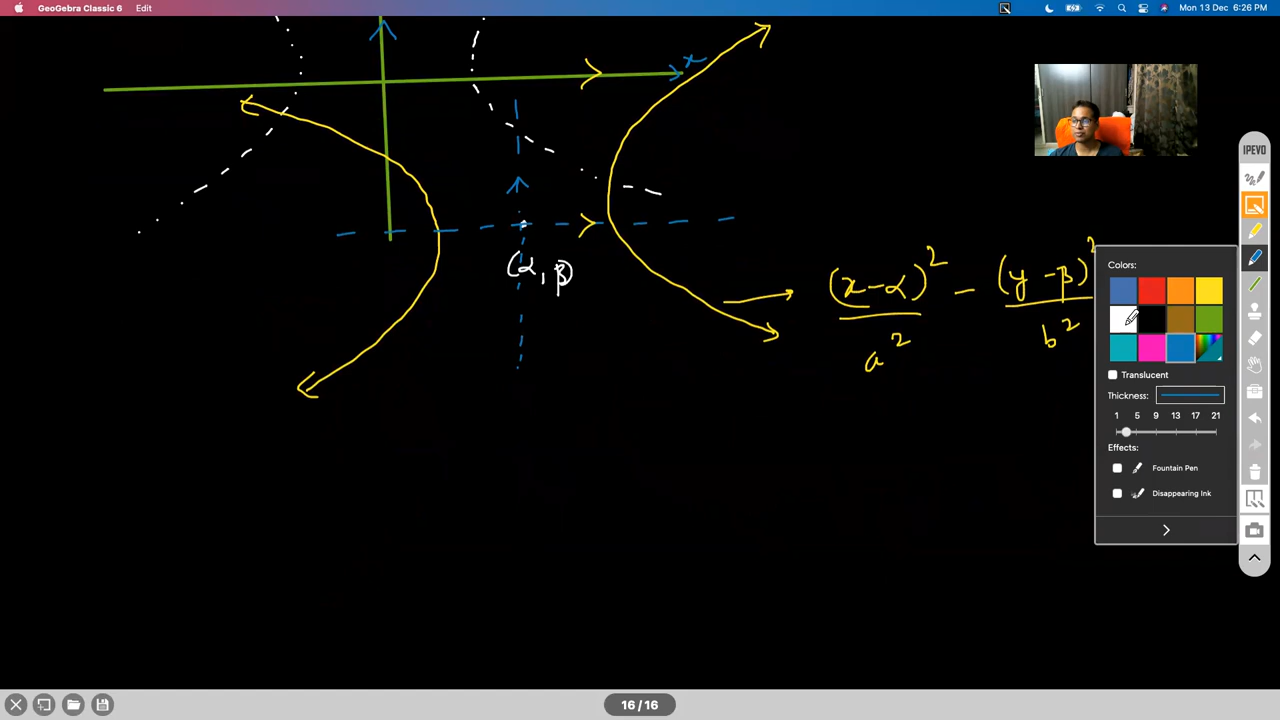 GeoGebra Classic 6 Edit
Mon 13 Dec 6:26 PM
x
IPEVO
(α, β)
(x-α)² - (y-β)²
a² b²
Colors:
Translucent
Thickness:
1 5 9 13 17 21
Effects:
Fountain Pen
Disappearing Ink
16/16